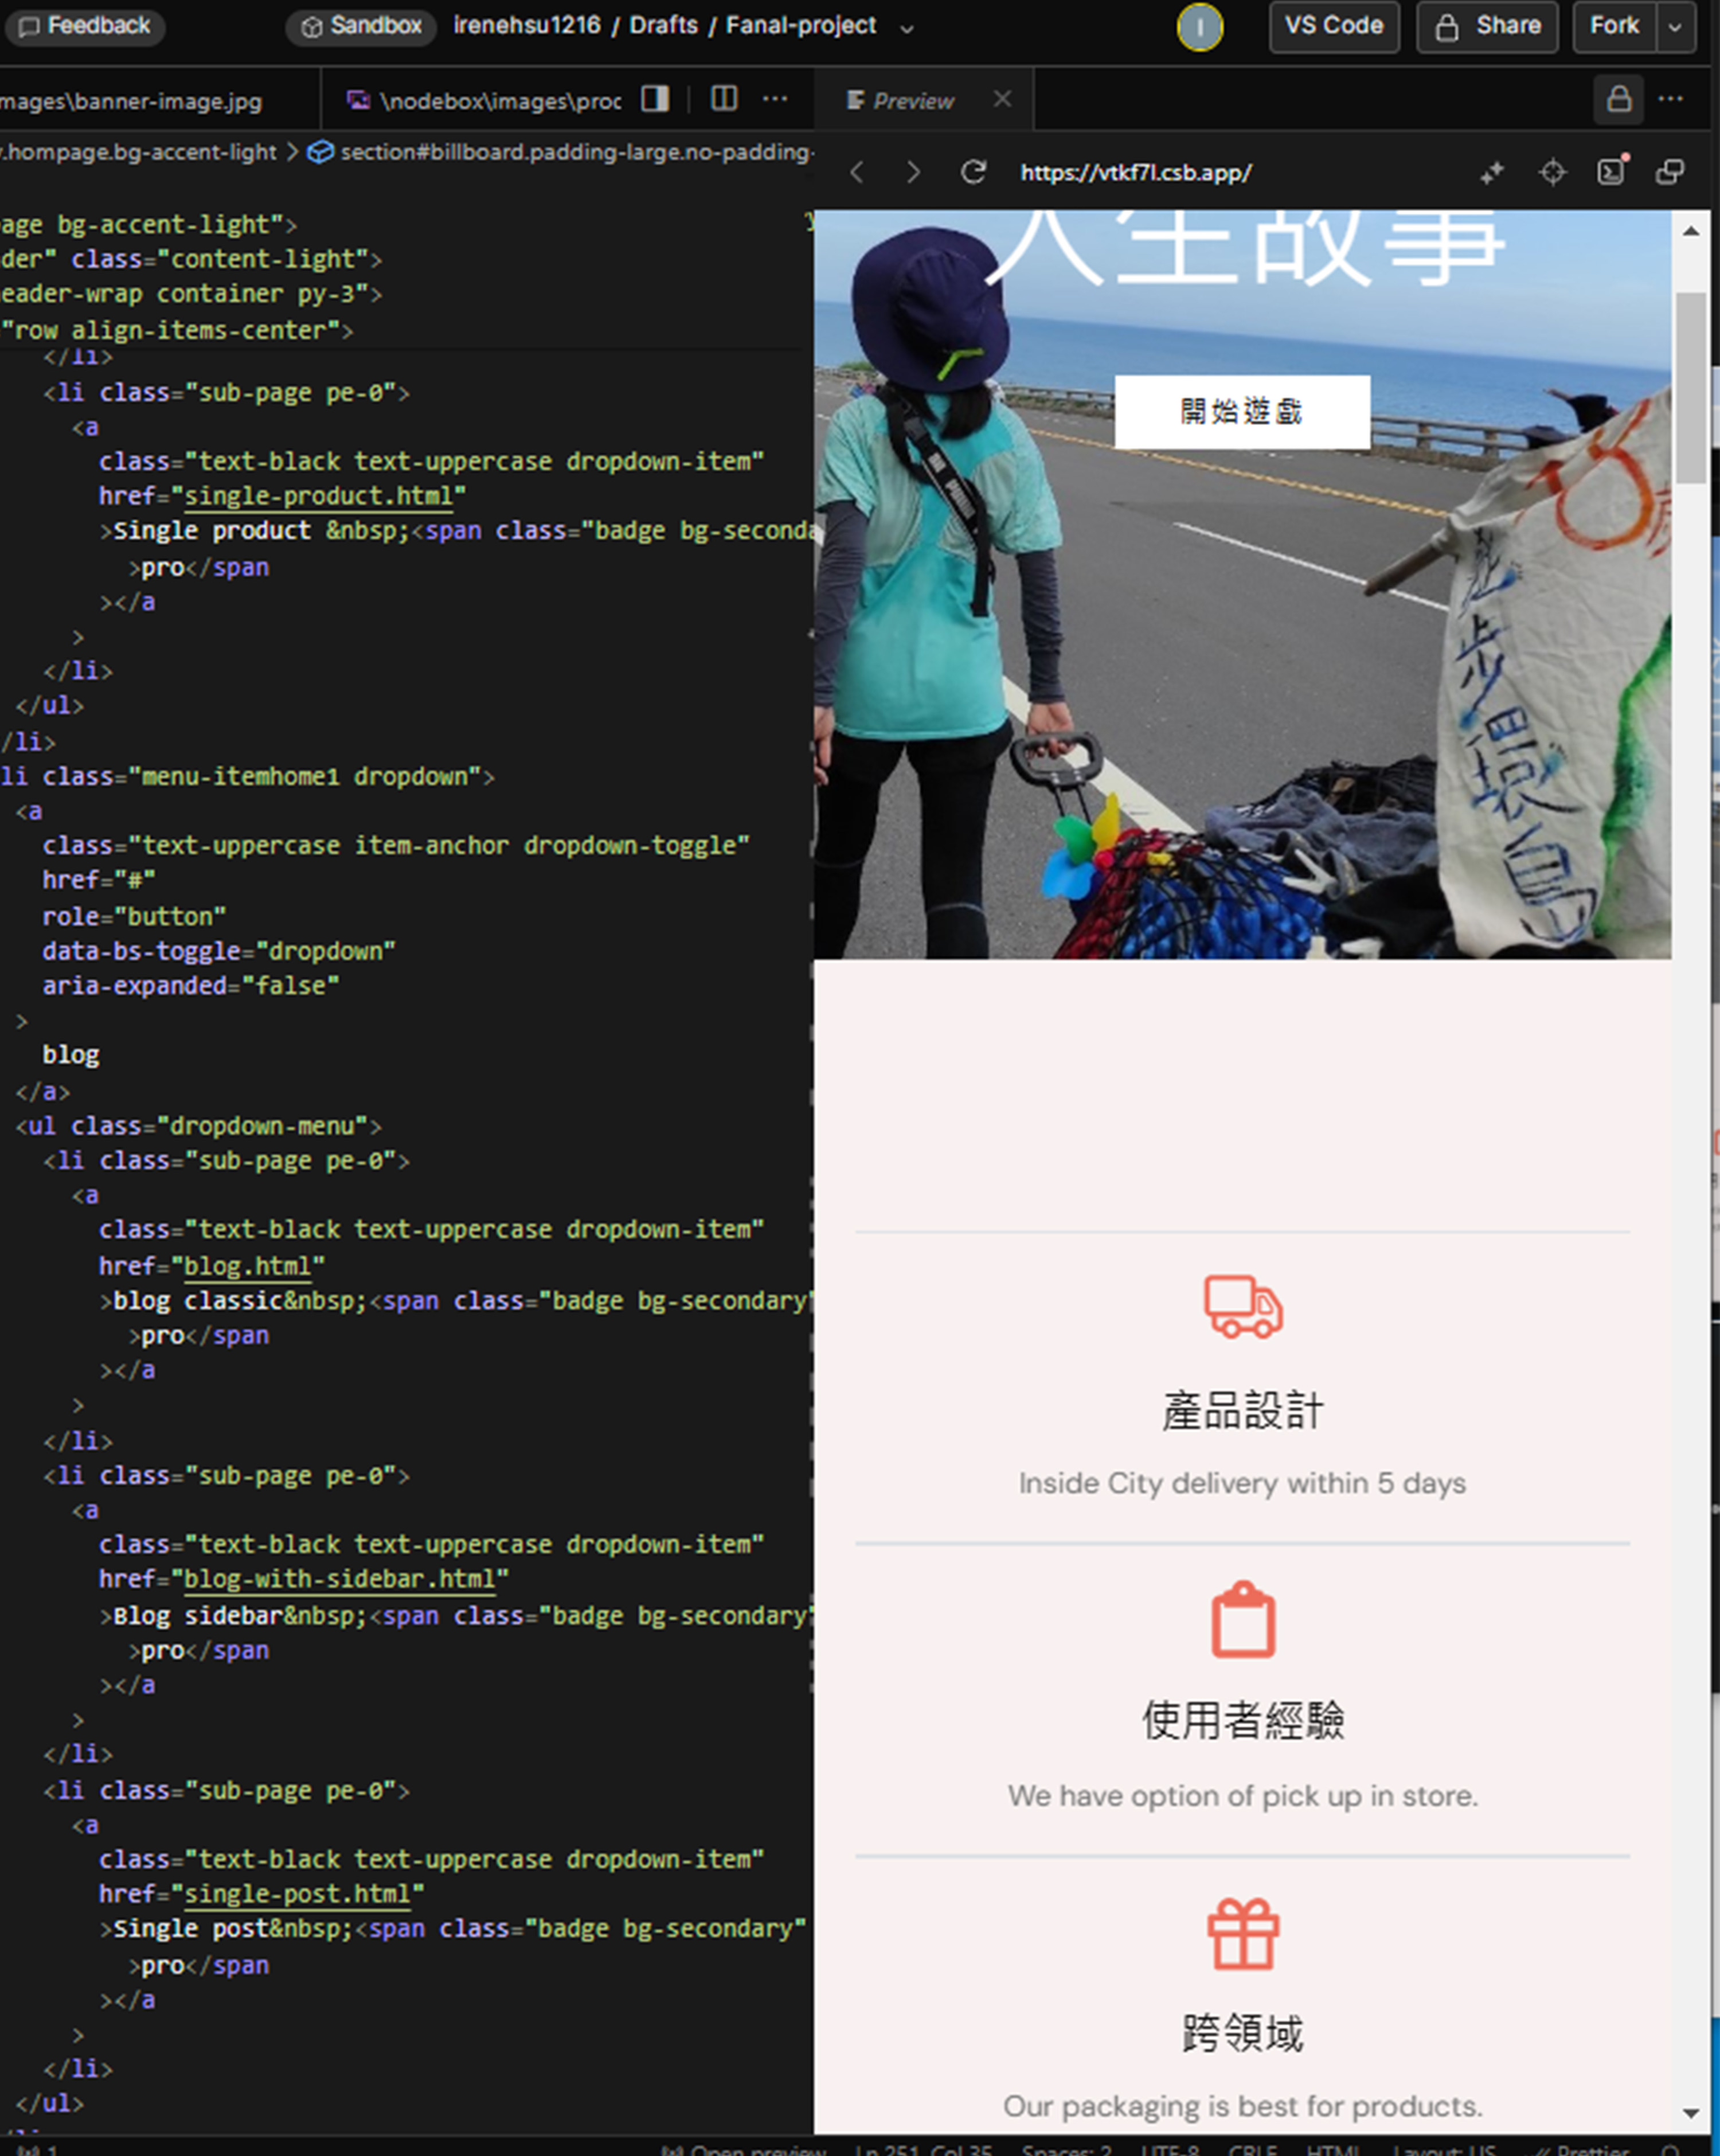 Feedback
Sandbox
irenehsu1216 / Drafts / Fanal-project
I
VS Code
Share
Fork
mages\banner-image.jpg
\nodebox\images\proc
Preview
.hompage.bg-accent-light > section#billboard.padding-large.no-padding-
https://vtkf7l.csb.app/
age bg-accent-light">
der" class="content-light">
eader-wrap container py-3">
"row align-items-center">
</li>
<li class="sub-page pe-0">
<a
class="text-black text-uppercase dropdown-item"
href="single-product.html"
>Single product &nbsp;<span class="badge bg-seconda
>pro</span
></a
>
</li>
</ul>
/li>
li class="menu-itemhome1 dropdown">
<a
class="text-uppercase item-anchor dropdown-toggle"
href="#"
role="button"
data-bs-toggle="dropdown"
aria-expanded="false"
>
blog
</a>
<ul class="dropdown-menu">
<li class="sub-page pe-0">
<a
class="text-black text-uppercase dropdown-item"
href="blog.html"
>blog classic&nbsp;<span class="badge bg-secondary"
>pro</span
></a
>
</li>
<li class="sub-page pe-0">
<a
class="text-black text-uppercase dropdown-item"
href="blog-with-sidebar.html"
>Blog sidebar&nbsp;<span class="badge bg-secondary"
>pro</span
></a
>
</li>
<li class="sub-page pe-0">
<a
class="text-black text-uppercase dropdown-item"
href="single-post.html"
>Single post&nbsp;<span class="badge bg-secondary"
>pro</span
></a
>
</li>
</ul>
人生故事
開始遊戲
徒步環島
產品設計
Inside City delivery within 5 days
使用者經驗
We have option of pick up in store.
跨領域
Our packaging is best for products.
Open preview
Ln 251, Col 35
Spaces: 2
UTF-8
CRLF
HTML
Layout: US
Prettier